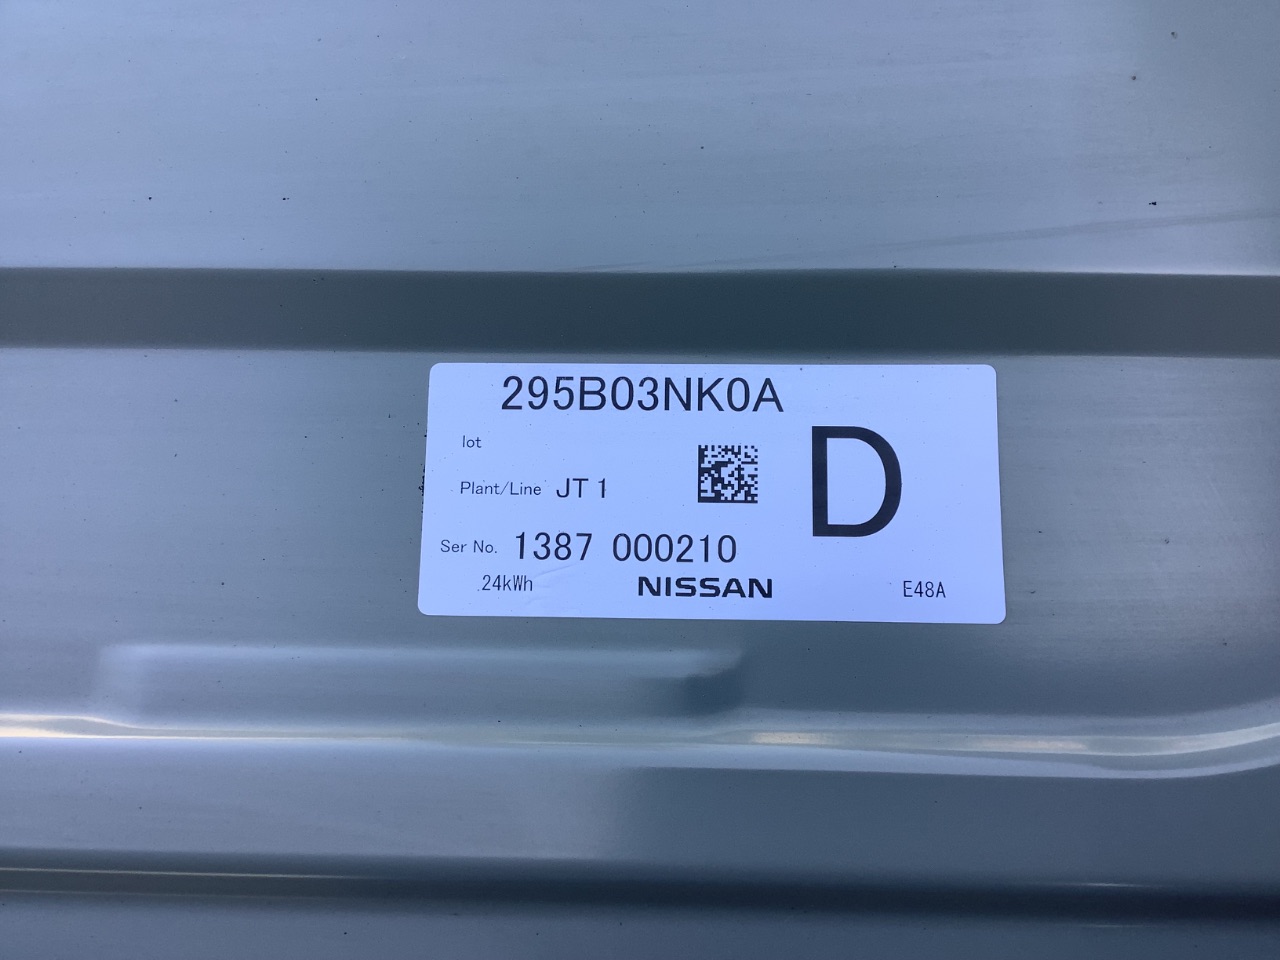 295B03NK0A
lot
D
Plant/Line JT 1
Ser No. 1387 000210
24kWh NISSAN E48A